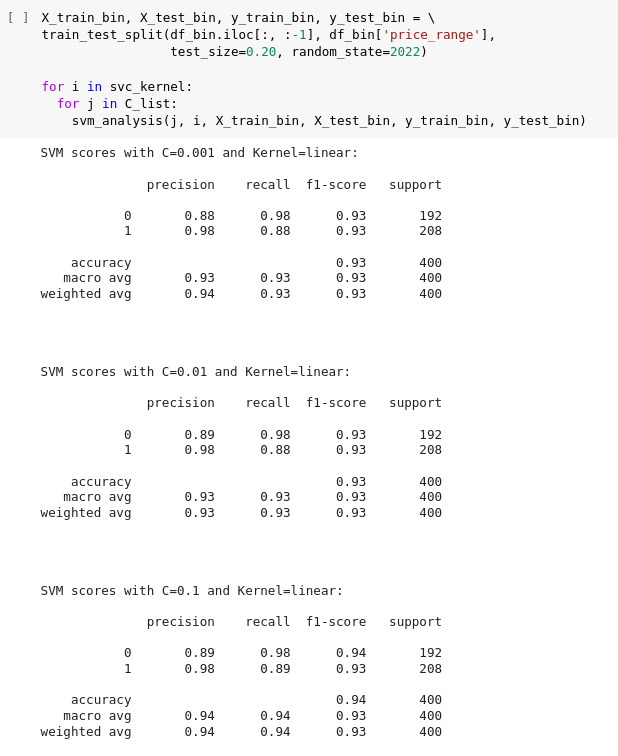 [ ] X_train_bin, X_test_bin, y_train_bin, y_test_bin = \
train_test_split(df_bin.iloc[:, :-1], df_bin['price_range'],
test_size=0.20, random_state=2022)
for i in svc_kernel:
for j in C_list:
svm_analysis(j, i, X_train_bin, X_test_bin, y_train_bin, y_test_bin)
SVM scores with C=0.001 and Kernel=linear:
precision recall f1-score support
0 0.88 0.98 0.93 192
1 0.98 0.88 0.93 208
accuracy 0.93 400
macro avg 0.93 0.93 0.93 400
weighted avg 0.94 0.93 0.93 400
SVM scores with C=0.01 and Kernel=linear:
precision recall f1-score support
0 0.89 0.98 0.93 192
1 0.98 0.88 0.93 208
accuracy 0.93 400
macro avg 0.93 0.93 0.93 400
weighted avg 0.93 0.93 0.93 400
SVM scores with C=0.1 and Kernel=linear:
precision recall f1-score support
0 0.89 0.98 0.94 192
1 0.98 0.89 0.93 208
accuracy 0.94 400
macro avg 0.94 0.94 0.93 400
weighted avg 0.94 0.94 0.93 400